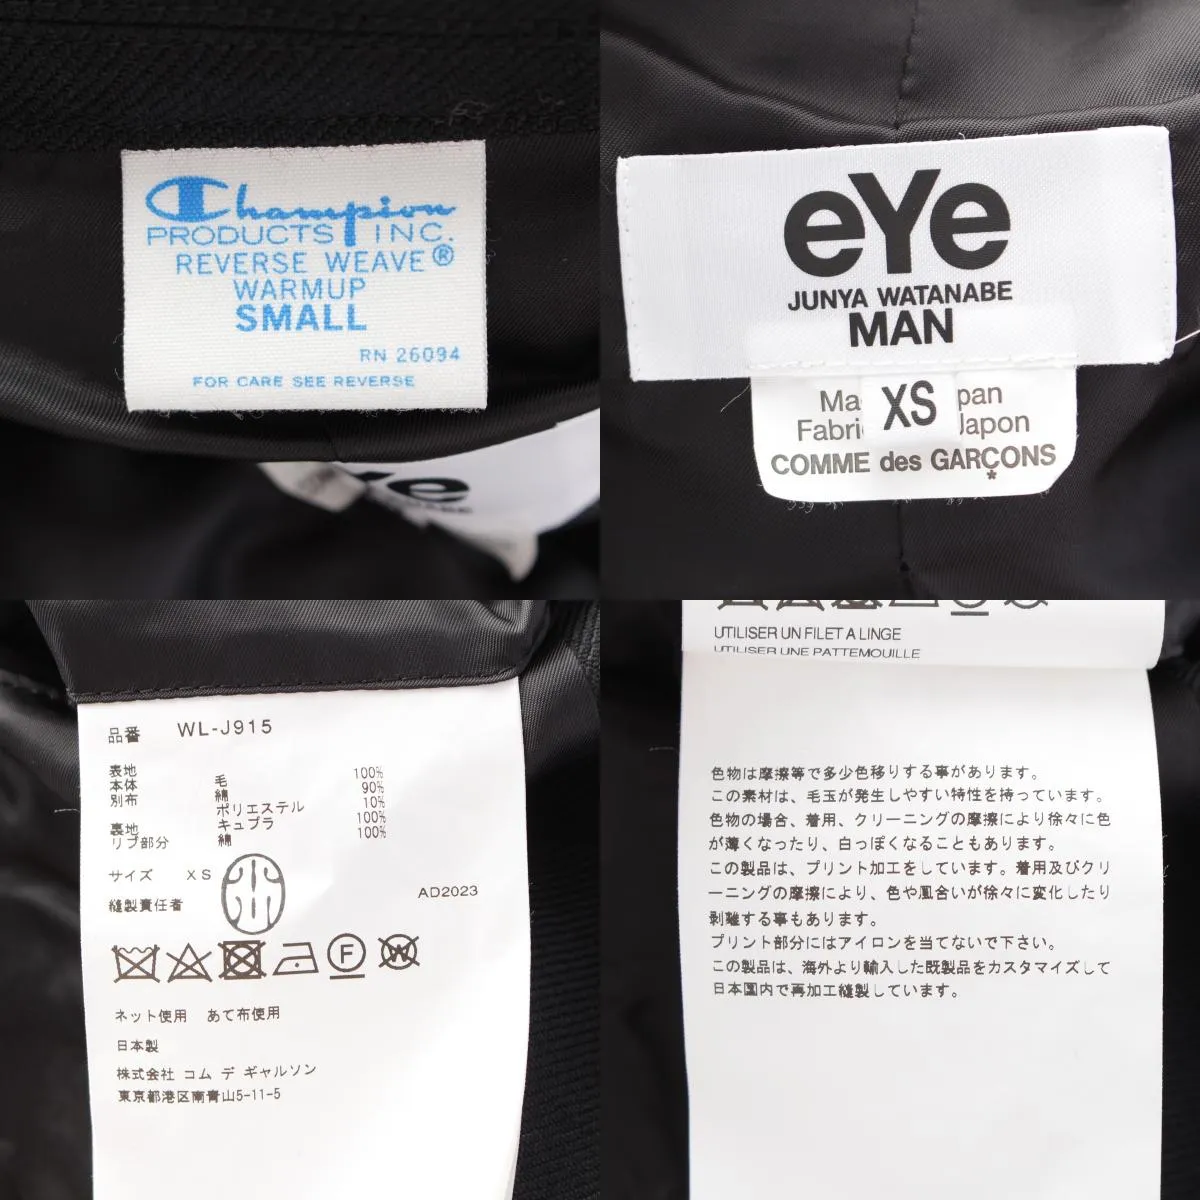 Champion
PRODUCTS INC.
REVERSE WEAVE®
WARMUP
SMALL
RN 26094
FOR CARE SEE REVERSE
eYe
JUNYA WATANABE
MAN
XS
COMME des GARÇONS
品番 WL-J915
表地
本体 毛 100%
別布 綿 90%
ポリエステル 10%
裏地 キュプラ 100%
リブ部分 綿 100%
サイズ XS
縫製責任者
AD2023
F
W
ネット使用 あて布使用
日本製
株式会社 コム デ ギャルソン
東京都港区南青山5-11-5
UTILISER UN FILET A LINGE
UTILISER UNE PATTEMOUILLE
色物は摩擦等で多少色移りする事があります。
この素材は、毛玉が発生しやすい特性を持っています。
色物の場合、着用、クリーニングの摩擦により徐々に色
が薄くなったり、白っぽくなることもあります。
この製品は、プリント加工をしています。着用及びクリ
ーニングの摩擦により、色や風合いが徐々に変化したり
剥離する事もあります。
プリント部分にはアイロンを当てないで下さい。
この製品は、海外より輸入した既製品をカスタマイズして
日本国内で再加工縫製しています。